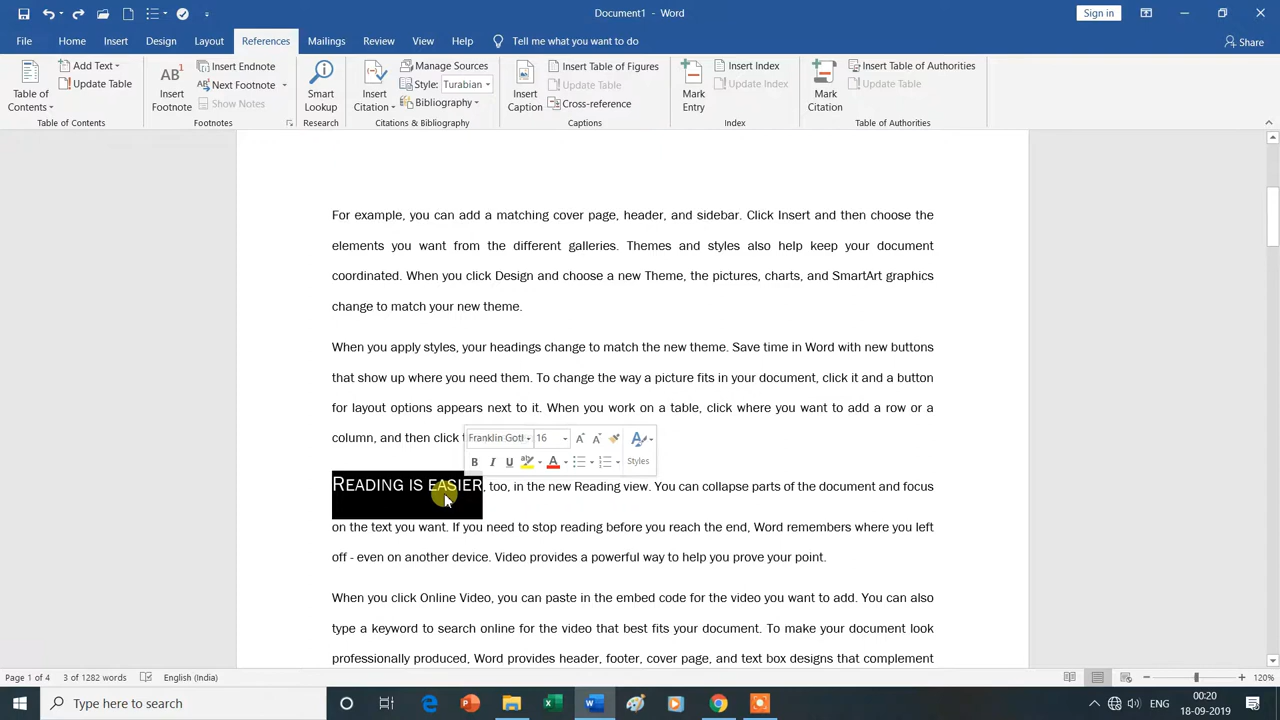 Document1 - Word
Sign in
File Home Insert Design Layout References Mailings Review View Help Tell me what you want to do Share
Table of Contents
Add Text
Update Table
Table of Contents
AB1
Insert Footnote
Insert Endnote
Next Footnote
Show Notes
Footnotes
Smart Lookup
Research
Insert Citation
Manage Sources
Style: Turabian
Bibliography
Citations & Bibliography
Insert Caption
Insert Table of Figures
Update Table
Cross-reference
Captions
Mark Entry
Insert Index
Update Index
Index
Mark Citation
Insert Table of Authorities
Update Table
Table of Authorities
For example, you can add a matching cover page, header, and sidebar. Click Insert and then choose the
elements you want from the different galleries. Themes and styles also help keep your document
coordinated. When you click Design and choose a new Theme, the pictures, charts, and SmartArt graphics
change to match your new theme.
When you apply styles, your headings change to match the new theme. Save time in Word with new buttons
that show up where you need them. To change the way a picture fits in your document, click it and a button
for layout options appears next to it. When you work on a table, click where you want to add a row or a
column, and then click
Franklin Gotl 16
B I U Styles
READING IS EASIER, too, in the new Reading view. You can collapse parts of the document and focus
on the text you want. If you need to stop reading before you reach the end, Word remembers where you left
off - even on another device. Video provides a powerful way to help you prove your point.
When you click Online Video, you can paste in the embed code for the video you want to add. You can also
type a keyword to search online for the video that best fits your document. To make your document look
professionally produced, Word provides header, footer, cover page, and text box designs that complement
Page 1 of 4 3 of 1282 words English (India) 120%
Type here to search
ENG
00:20
18-09-2019